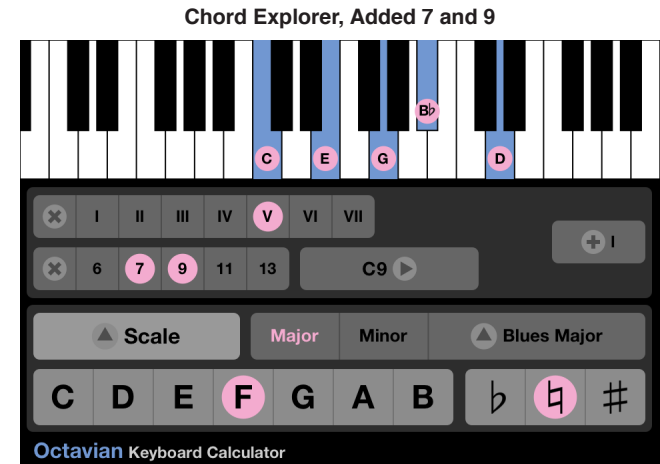 Chord Explorer, Added 7 and 9
B♭
C E G D
I II III IV V VI VII
I
6 7 9 11 13 C9
Scale Major Minor Blues Major
C D E F G A B ♭ ♮ ♯
Octavian Keyboard Calculator